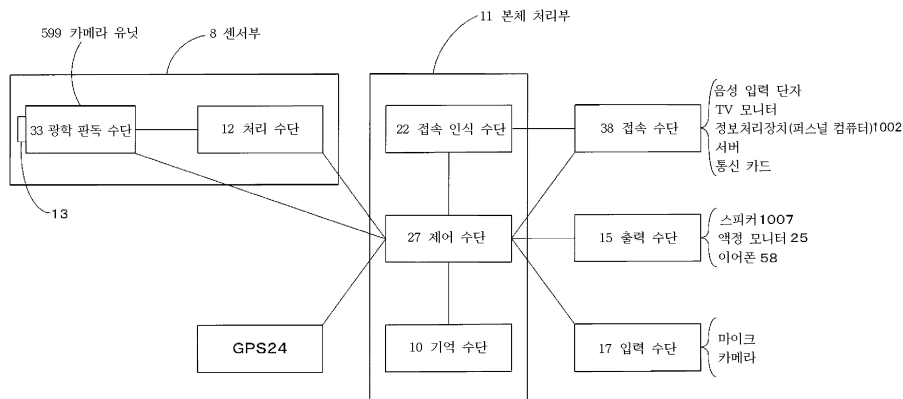 11 본체 처리부
599 카메라 유닛
8 센서부
33 광학 판독 수단
12 처리 수단
22 접속 인식 수단
38 접속 수단
음성 입력 단자
TV 모니터
정보처리장치(퍼스널 컴퓨터)1002
서버
통신 카드
13
27 제어 수단
15 출력 수단
스피커1007
액정 모니터 25
이어폰 58
GPS24
10 기억 수단
17 입력 수단
마이크
카메라